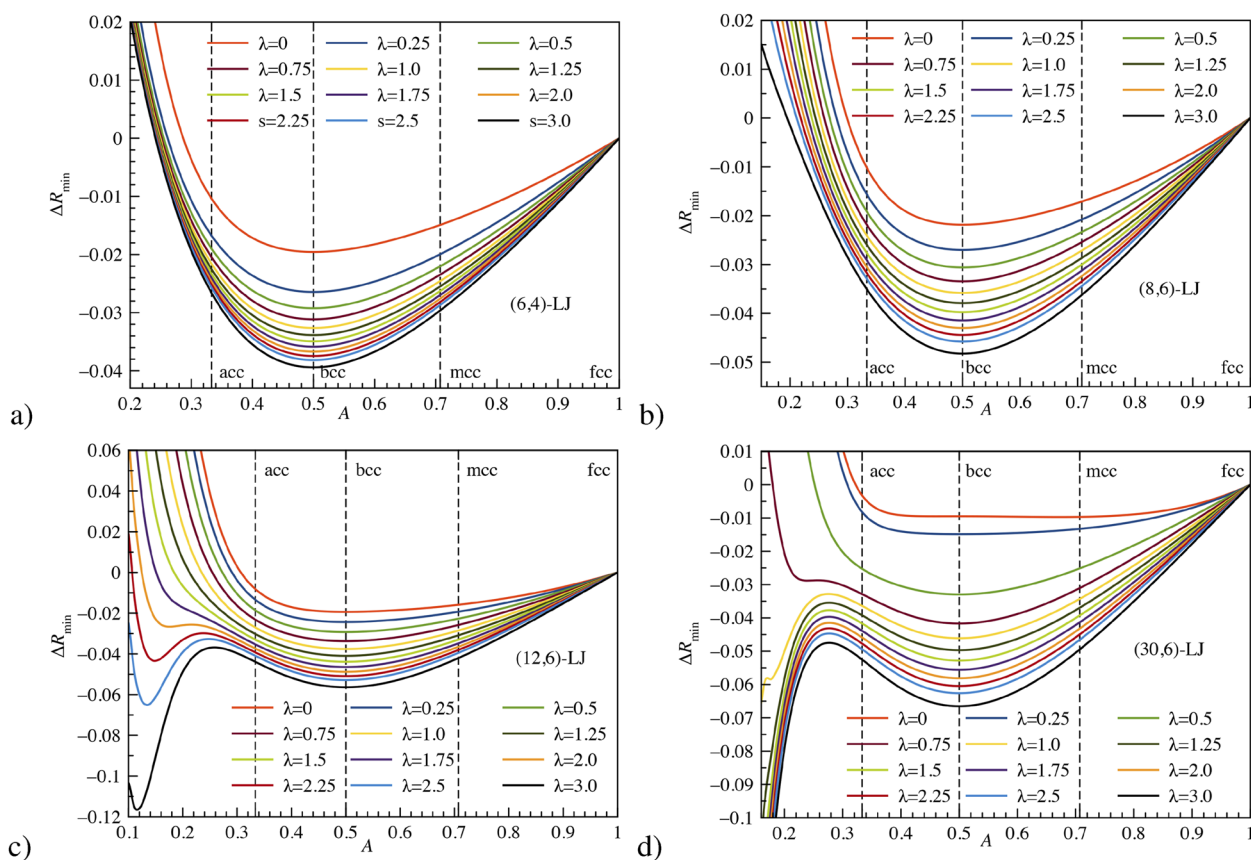 0.02
0.01
0
−0.01
−0.02
−0.03
−0.04
ΔRmin
λ=0 λ=0.25 λ=0.5
λ=0.75 λ=1.0 λ=1.25
λ=1.5 λ=1.75 λ=2.0
s=2.25 s=2.5 s=3.0
(6,4)-LJ
acc bcc mcc fcc
0.2 0.3 0.4 0.5 0.6 0.7 0.8 0.9 1
A
a)
0.02
0.01
0
−0.01
−0.02
−0.03
−0.04
−0.05
ΔRmin
λ=0 λ=0.25 λ=0.5
λ=0.75 λ=1.0 λ=1.25
λ=1.5 λ=1.75 λ=2.0
λ=2.25 λ=2.5 λ=3.0
(8,6)-LJ
acc bcc mcc fcc
0.2 0.3 0.4 0.5 0.6 0.7 0.8 0.9 1
A
b)
0.06
0.04
0.02
0
−0.02
−0.04
−0.06
−0.08
−0.1
−0.12
ΔRmin
acc bcc mcc fcc
(12,6)-LJ
λ=0 λ=0.25 λ=0.5
λ=0.75 λ=1.0 λ=1.25
λ=1.5 λ=1.75 λ=2.0
λ=2.25 λ=2.5 λ=3.0
0.1 0.2 0.3 0.4 0.5 0.6 0.7 0.8 0.9 1
A
c)
0.01
0
−0.01
−0.02
−0.03
−0.04
−0.05
−0.06
−0.07
−0.08
−0.09
−0.1
ΔRmin
acc bcc mcc fcc
(30,6)-LJ
λ=0 λ=0.25 λ=0.5
λ=0.75 λ=1.0 λ=1.25
λ=1.5 λ=1.75 λ=2.0
λ=2.25 λ=2.5 λ=3.0
0.2 0.3 0.4 0.5 0.6 0.7 0.8 0.9 1
A
d)